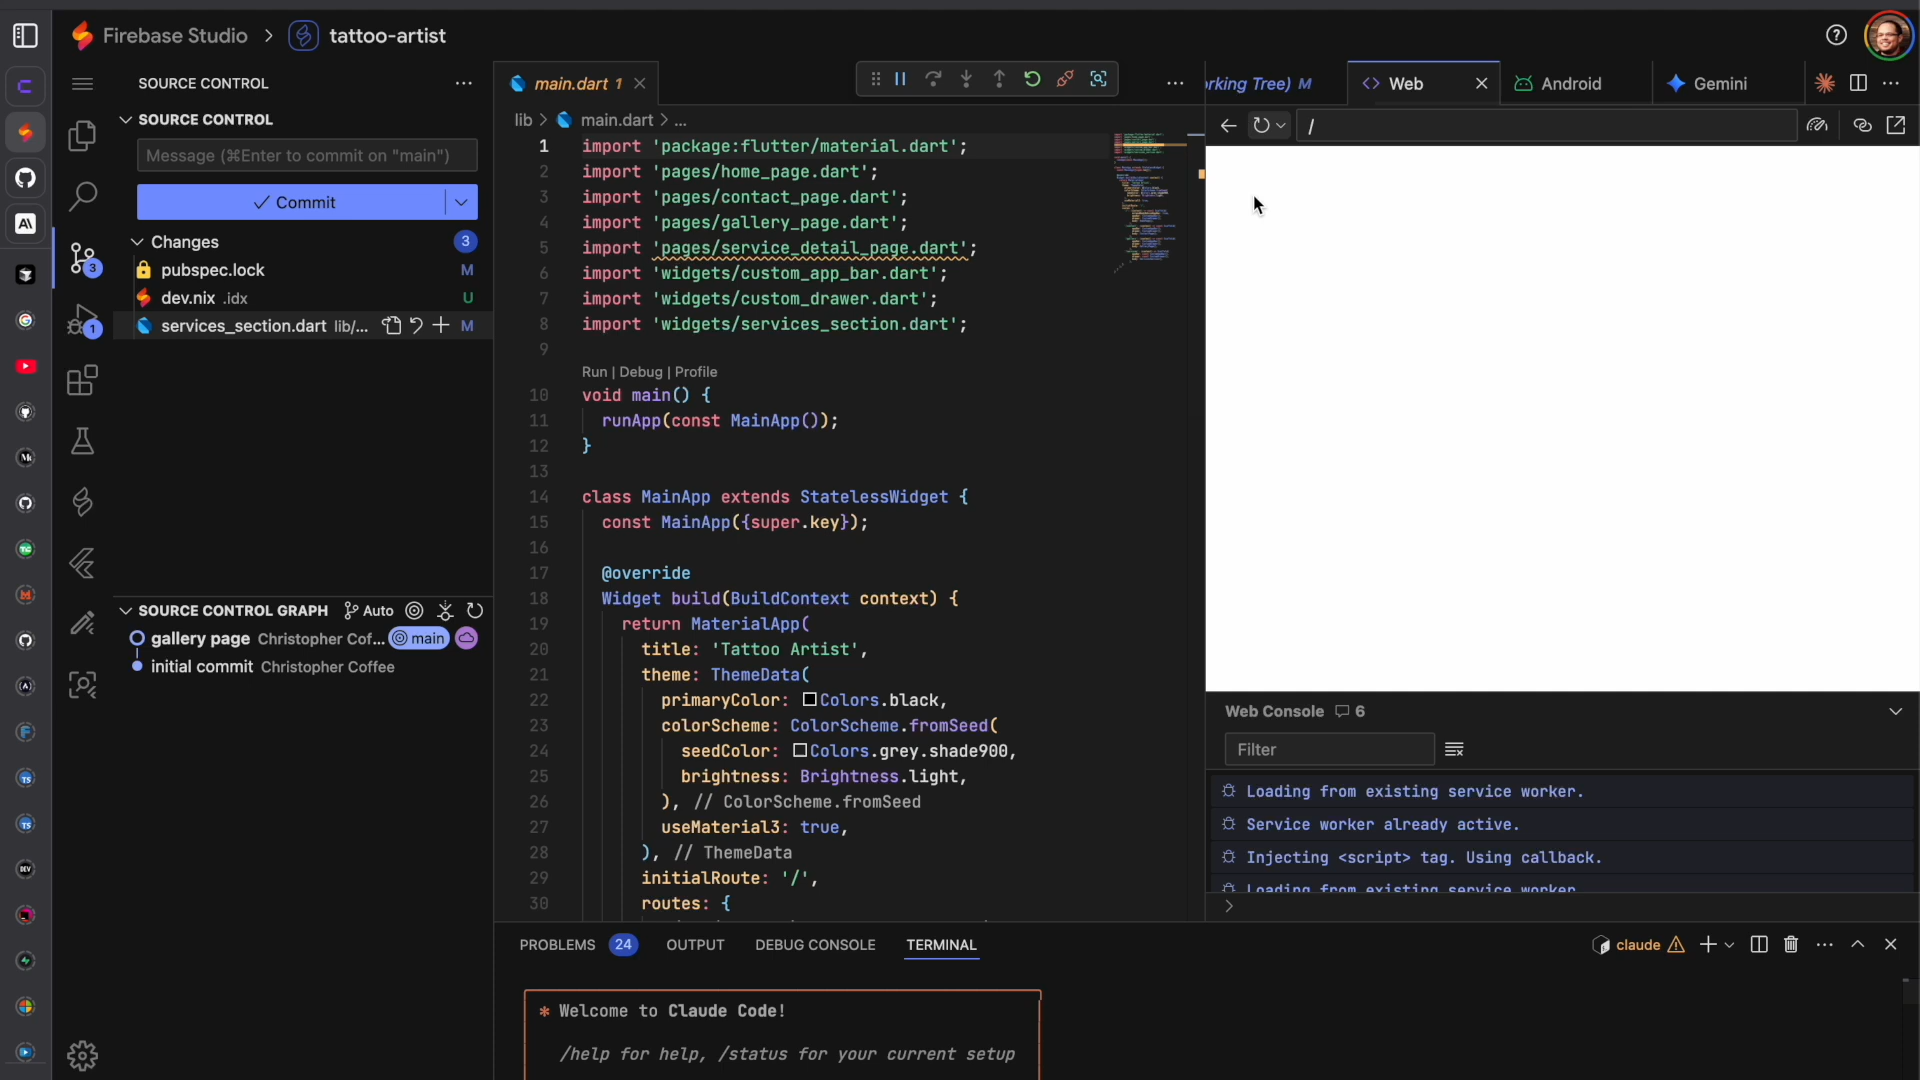 Firebase Studio > tattoo-artist
SOURCE CONTROL
SOURCE CONTROL
Message (⌘Enter to commit on "main")
Commit
Changes 3
pubspec.lock M
dev.nix .idx U
services_section.dart lib/... M
3
1
SOURCE CONTROL GRAPH Auto
gallery page Christopher Cof... main
initial commit Christopher Coffee
main.dart 1
lib > main.dart > ...
1 import 'package:flutter/material.dart';
2 import 'pages/home_page.dart';
3 import 'pages/contact_page.dart';
4 import 'pages/gallery_page.dart';
5 import 'pages/service_detail_page.dart';
6 import 'widgets/custom_app_bar.dart';
7 import 'widgets/custom_drawer.dart';
8 import 'widgets/services_section.dart';
9
Run | Debug | Profile
10 void main() {
11 runApp(const MainApp());
12 }
13
14 class MainApp extends StatelessWidget {
15 const MainApp({super.key});
16
17 @override
18 Widget build(BuildContext context) {
19 return MaterialApp(
20 title: 'Tattoo Artist',
21 theme: ThemeData(
22 primaryColor: Colors.black,
23 colorScheme: ColorScheme.fromSeed(
24 seedColor: Colors.grey.shade900,
25 brightness: Brightness.light,
26 ), // ColorScheme.fromSeed
27 useMaterial3: true,
28 ), // ThemeData
29 initialRoute: '/',
30 routes: {
orking Tree) M
Web
Android
Gemini
/
Web Console 6
Filter
Loading from existing service worker.
Service worker already active.
Injecting <script> tag. Using callback.
Loading from existing service worker
>
PROBLEMS 24 OUTPUT DEBUG CONSOLE TERMINAL
claude
* Welcome to Claude Code!
/help for help, /status for your current setup